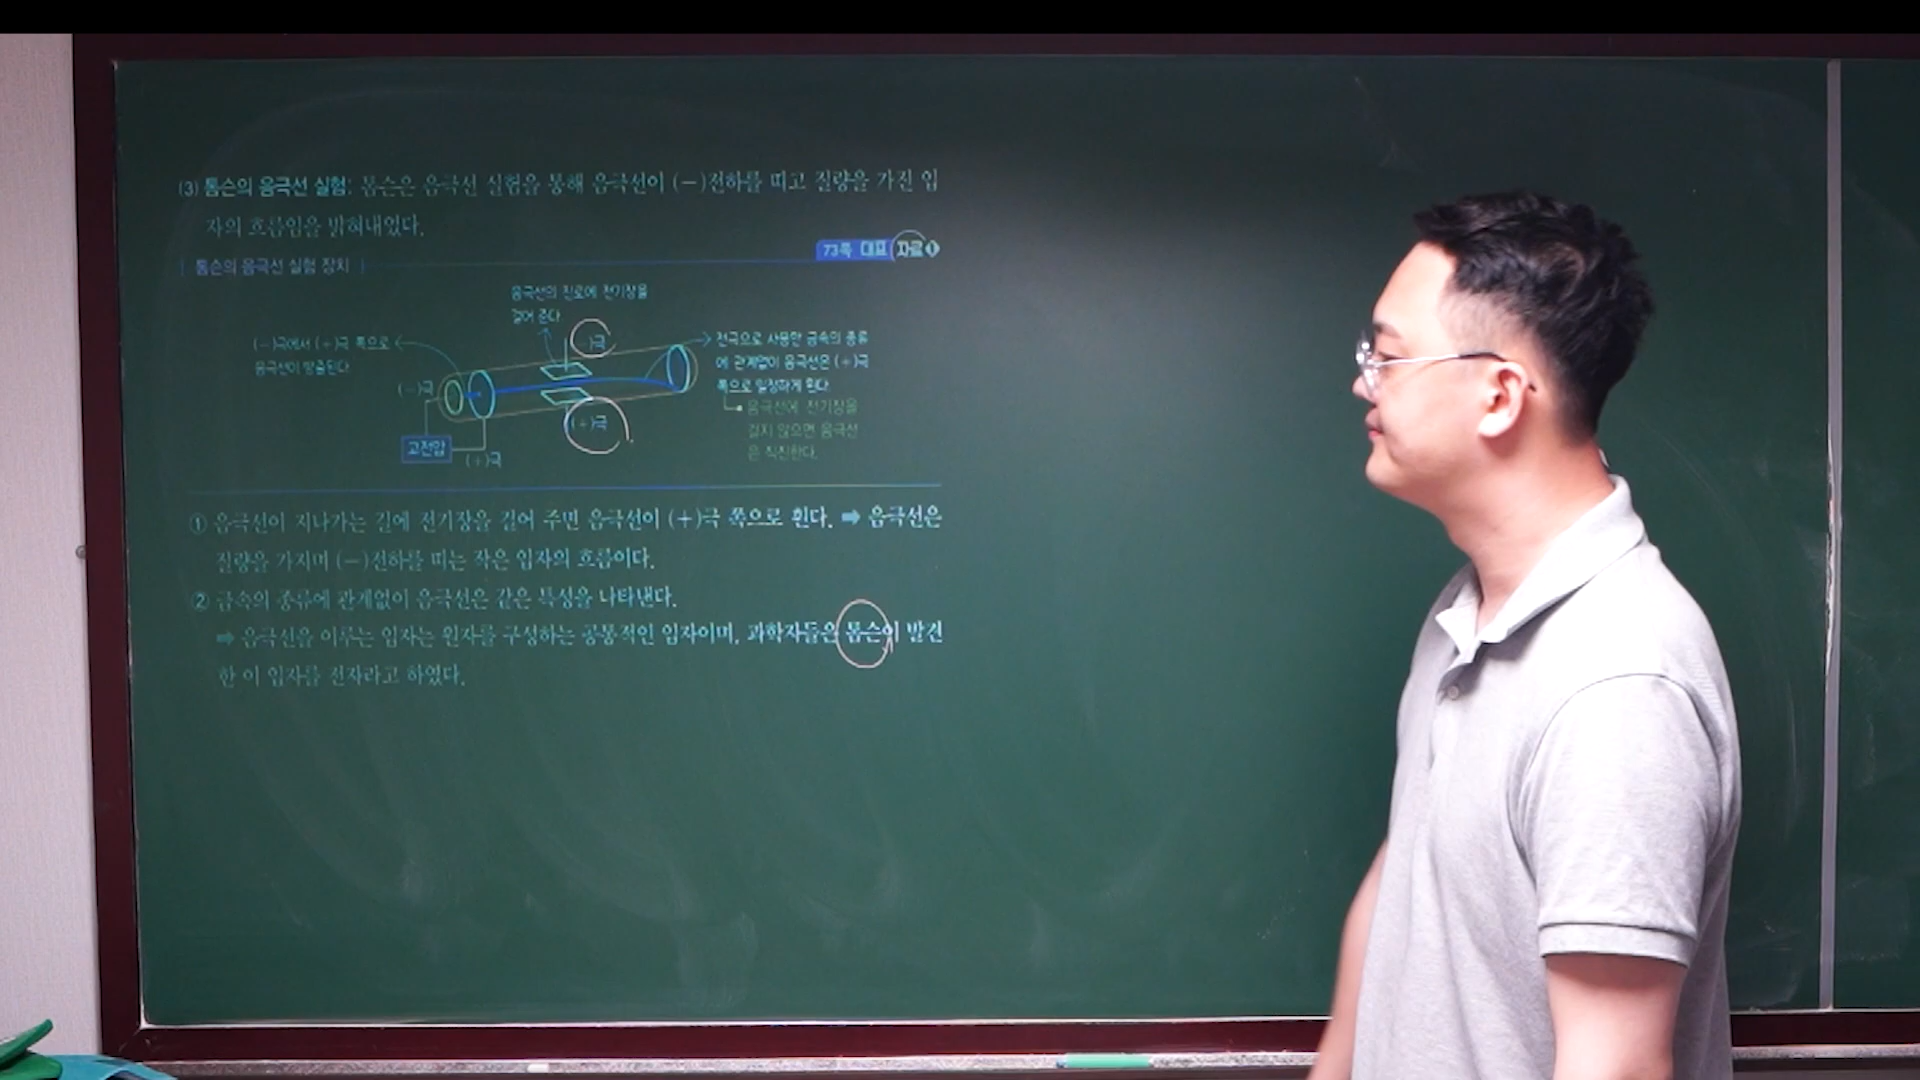 (3) 톰슨의 음극선 실험: 톰슨은 음극선 실험을 통해 음극선이 (-)전하를 띠고 질량을 가진 입
자의 흐름임을 밝혀내었다.
73쪽 대표 자료❶
톰슨의 음극선 실험 장치
음극선의 진로에 전기장을
걸어 준다.
(-)극에서 (+)극 쪽으로
음극선이 방출된다.
)극
전극으로 사용한 금속의 종류
에 관계없이 음극선은 (+)극
쪽으로 일정하게 휜다.
음극선에 전기장을
걸지 않으면 음극선
은 직진한다.
(-)극
(+)극
고전압
(+)극
① 음극선이 지나가는 길에 전기장을 걸어 주면 음극선이 (+)극 쪽으로 휜다. ➡ 음극선은
질량을 가지며 (-)전하를 띠는 작은 입자의 흐름이다.
② 금속의 종류에 관계없이 음극선은 같은 특성을 나타낸다.
➡ 음극선을 이루는 입자는 원자를 구성하는 공통적인 입자이며, 과학자들은 톰슨이 발견
한 이 입자를 전자라고 하였다.